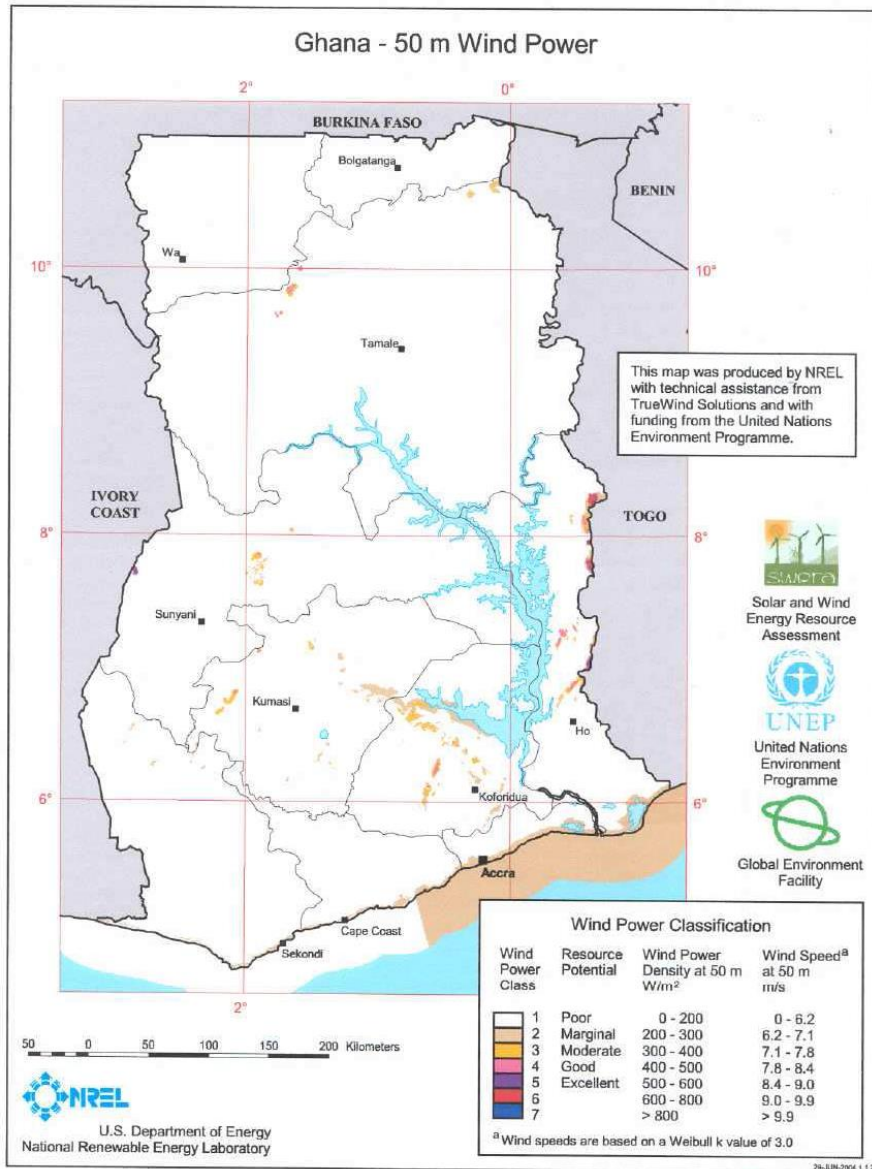 Ghana - 50 m Wind Power
2° 0°
BURKINA FASO
Bolgatanga
BENIN
Wa
10° 10°
Tamale
This map was produced by NREL
with technical assistance from
TrueWind Solutions and with
funding from the United Nations
Environment Programme.
IVORY
COAST
TOGO
8° 8°
swera
Solar and Wind
Energy Resource
Assessment
Sunyani
Kumasi
Ho
UNEP
United Nations
Environment
Programme
6° 6°
Koforidua
Global Environment
Facility
Accra
Cape Coast
Sekondi
2°
Wind Power Classification
Wind Resource Wind Power Wind Speedᵃ
Power Potential Density at 50 m at 50 m
Class W/m² m/s
1 Poor 0 - 200 0 - 6.2
2 Marginal 200 - 300 6.2 - 7.1
3 Moderate 300 - 400 7.1 - 7.8
4 Good 400 - 500 7.8 - 8.4
5 Excellent 500 - 600 8.4 - 9.0
6 600 - 800 9.0 - 9.9
7 > 800 > 9.9
ᵃ Wind speeds are based on a Weibull k value of 3.0
50 0 50 100 150 200 Kilometers
NREL
U.S. Department of Energy
National Renewable Energy Laboratory